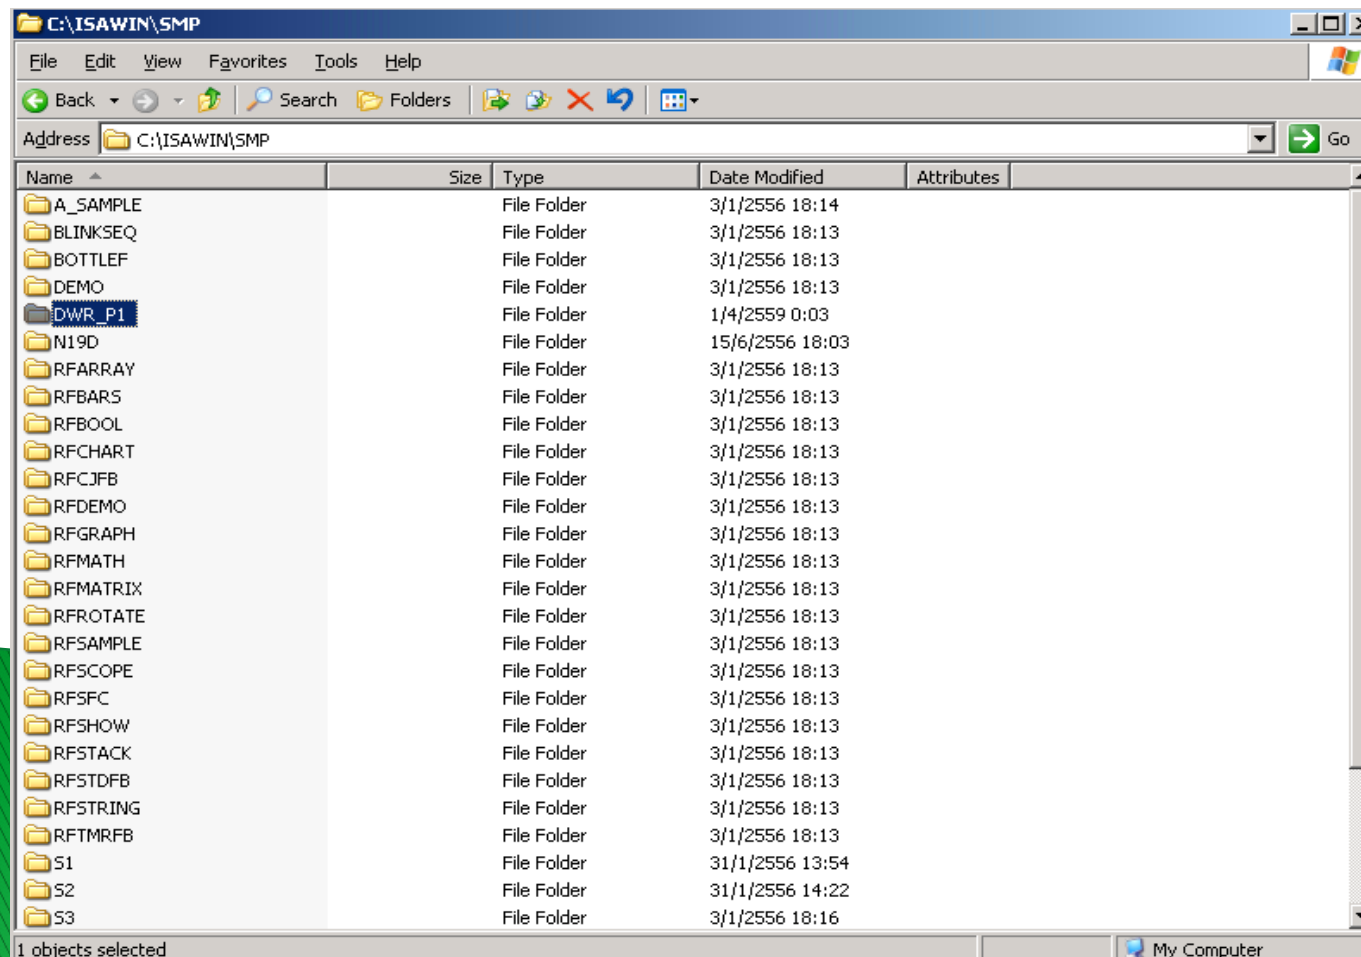 C:\ISAWIN\SMP
File Edit View Favorites Tools Help
Back Search Folders
Address C:\ISAWIN\SMP Go
Name Size Type Date Modified Attributes
A_SAMPLE File Folder 3/1/2556 18:14
BLINKSEQ File Folder 3/1/2556 18:13
BOTTLEF File Folder 3/1/2556 18:13
DEMO File Folder 3/1/2556 18:13
DWR_P1 File Folder 1/4/2559 0:03
N19D File Folder 15/6/2556 18:03
RFARRAY File Folder 3/1/2556 18:13
RFBARS File Folder 3/1/2556 18:13
RFBOOL File Folder 3/1/2556 18:13
RFCHART File Folder 3/1/2556 18:13
RFCJFB File Folder 3/1/2556 18:13
RFDEMO File Folder 3/1/2556 18:13
RFGRAPH File Folder 3/1/2556 18:13
RFMATH File Folder 3/1/2556 18:13
RFMATRIX File Folder 3/1/2556 18:13
RFROTATE File Folder 3/1/2556 18:13
RFSAMPLE File Folder 3/1/2556 18:13
RFSCOPE File Folder 3/1/2556 18:13
RFSFC File Folder 3/1/2556 18:13
RFSHOW File Folder 3/1/2556 18:13
RFSTACK File Folder 3/1/2556 18:13
RFSTDFB File Folder 3/1/2556 18:13
RFSTRING File Folder 3/1/2556 18:13
RFTMRFB File Folder 3/1/2556 18:13
S1 File Folder 31/1/2556 13:54
S2 File Folder 31/1/2556 14:22
S3 File Folder 3/1/2556 18:16
1 objects selected My Computer